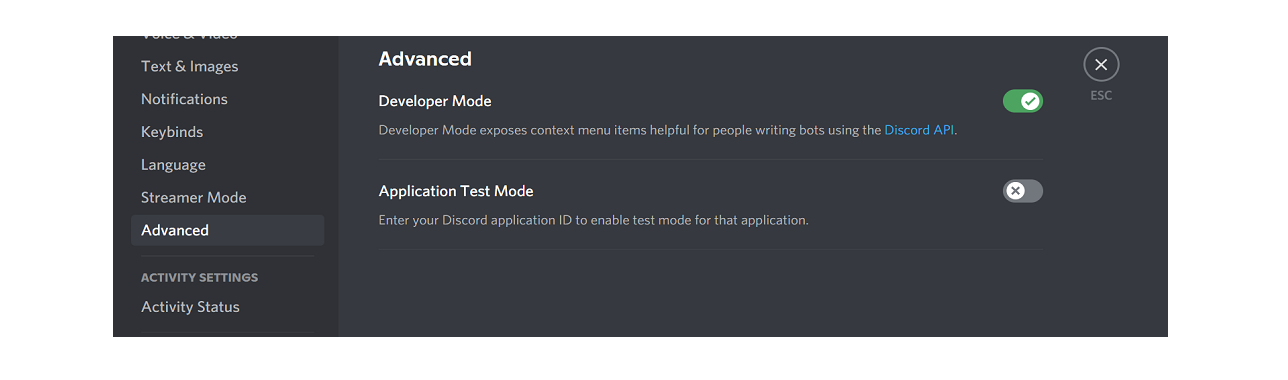 Voice & Video
Text & Images
Notifications
Keybinds
Language
Streamer Mode
Advanced
ACTIVITY SETTINGS
Activity Status
Advanced
Developer Mode
Developer Mode exposes context menu items helpful for people writing bots using the Discord API.
Application Test Mode
Enter your Discord application ID to enable test mode for that application.
ESC